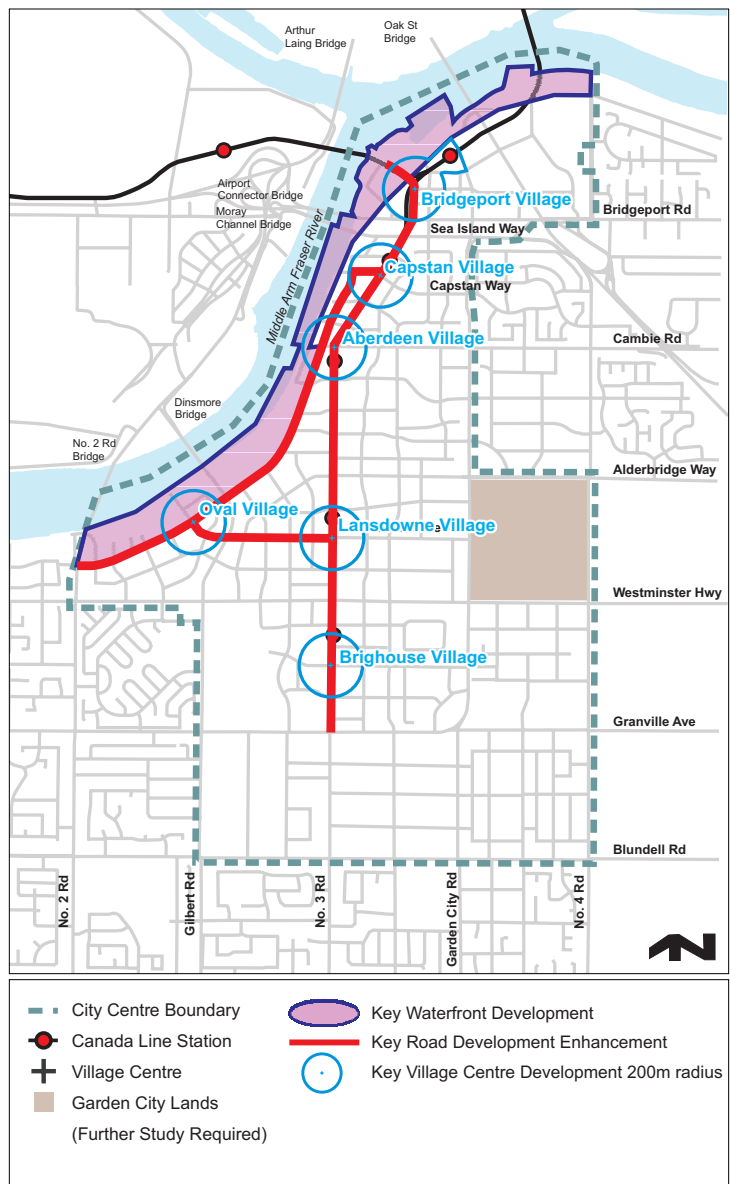 Arthur
Laing Bridge
Oak St
Bridge
Airport
Connector Bridge
Moray
Channel Bridge
Bridgeport Village
Bridgeport Rd
Sea Island Way
Middle Arm Fraser River
Capstan Village
Capstan Way
Aberdeen Village
Cambie Rd
Dinsmore
Bridge
No. 2 Rd
Bridge
Alderbridge Way
Oval Village
Lansdowne Village
Westminster Hwy
Brighouse Village
Granville Ave
Blundell Rd
No. 2 Rd
Gilbert Rd
No. 3 Rd
Garden City Rd
No. 4 Rd
N
City Centre Boundary
Canada Line Station
Village Centre
Garden City Lands
(Further Study Required)
Key Waterfront Development
Key Road Development Enhancement
Key Village Centre Development 200m radius